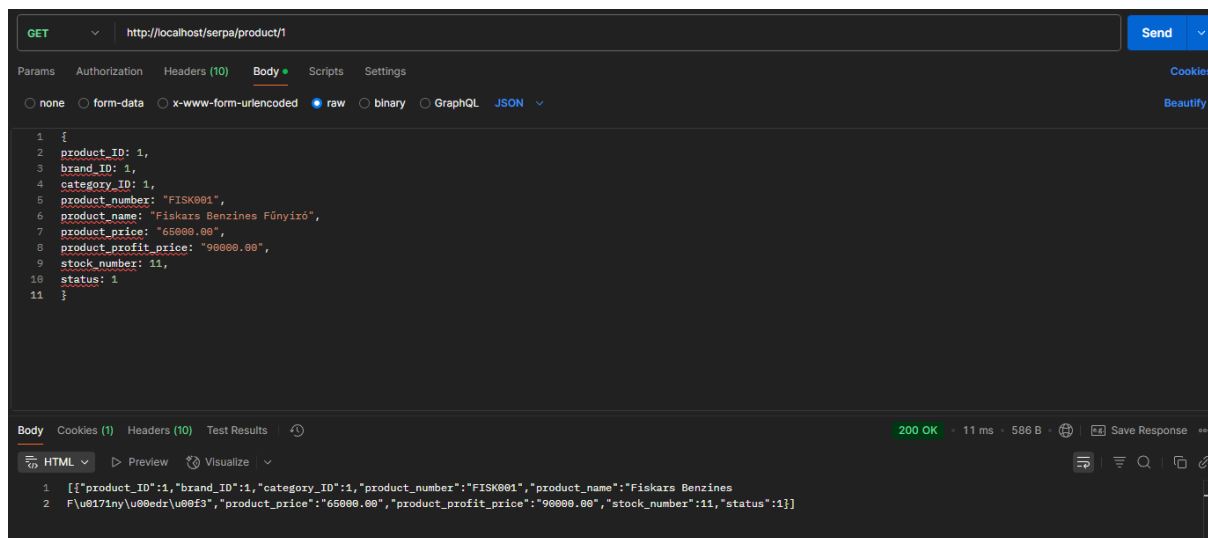 GET http://localhost/serpa/product/1 Send
Params Authorization Headers (10) Body Scripts Settings Cookies
none form-data x-www-form-urlencoded raw binary GraphQL JSON Beautify
1 {
2 product_ID: 1,
3 brand_ID: 1,
4 category_ID: 1,
5 product_number: "FISK001",
6 product_name: "Fiskars Benzines Fűnyíró",
7 product_price: "65000.00",
8 product_profit_price: "90000.00",
9 stock_number: 11,
10 status: 1
11 }
Body Cookies (1) Headers (10) Test Results 200 OK 11 ms 586 B e.g. Save Response
HTML Preview Visualize
1 [{"product_ID":1,"brand_ID":1,"category_ID":1,"product_number":"FISK001","product_name":"Fiskars Benzines
2 F\u0171ny\u00edr\u00f3","product_price":"65000.00","product_profit_price":"90000.00","stock_number":11,"status":1}]